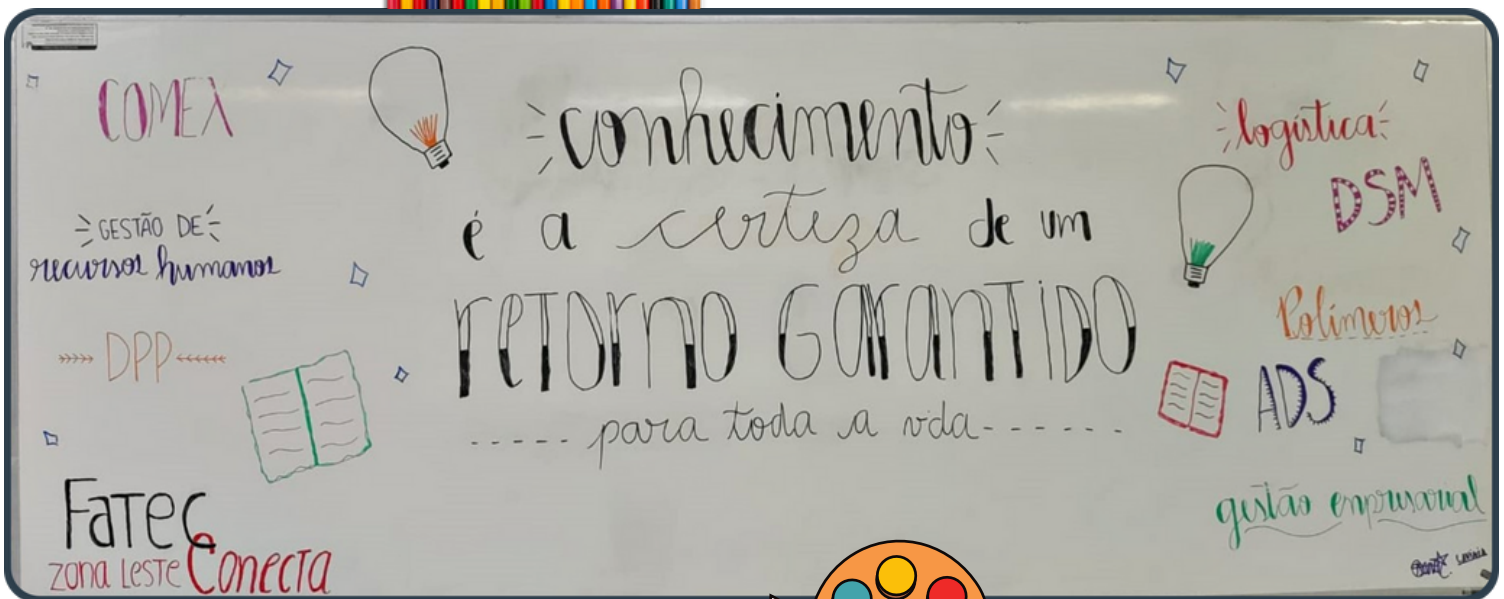 COMEX
GESTÃO DE
recursos humanos
DPP
Fatec
zona Leste Conecta
conhecimento
é a certeza de um
retorno Garantido
para toda a vida
logística
DSM
Polímeros
ADS
gestão enprusarial